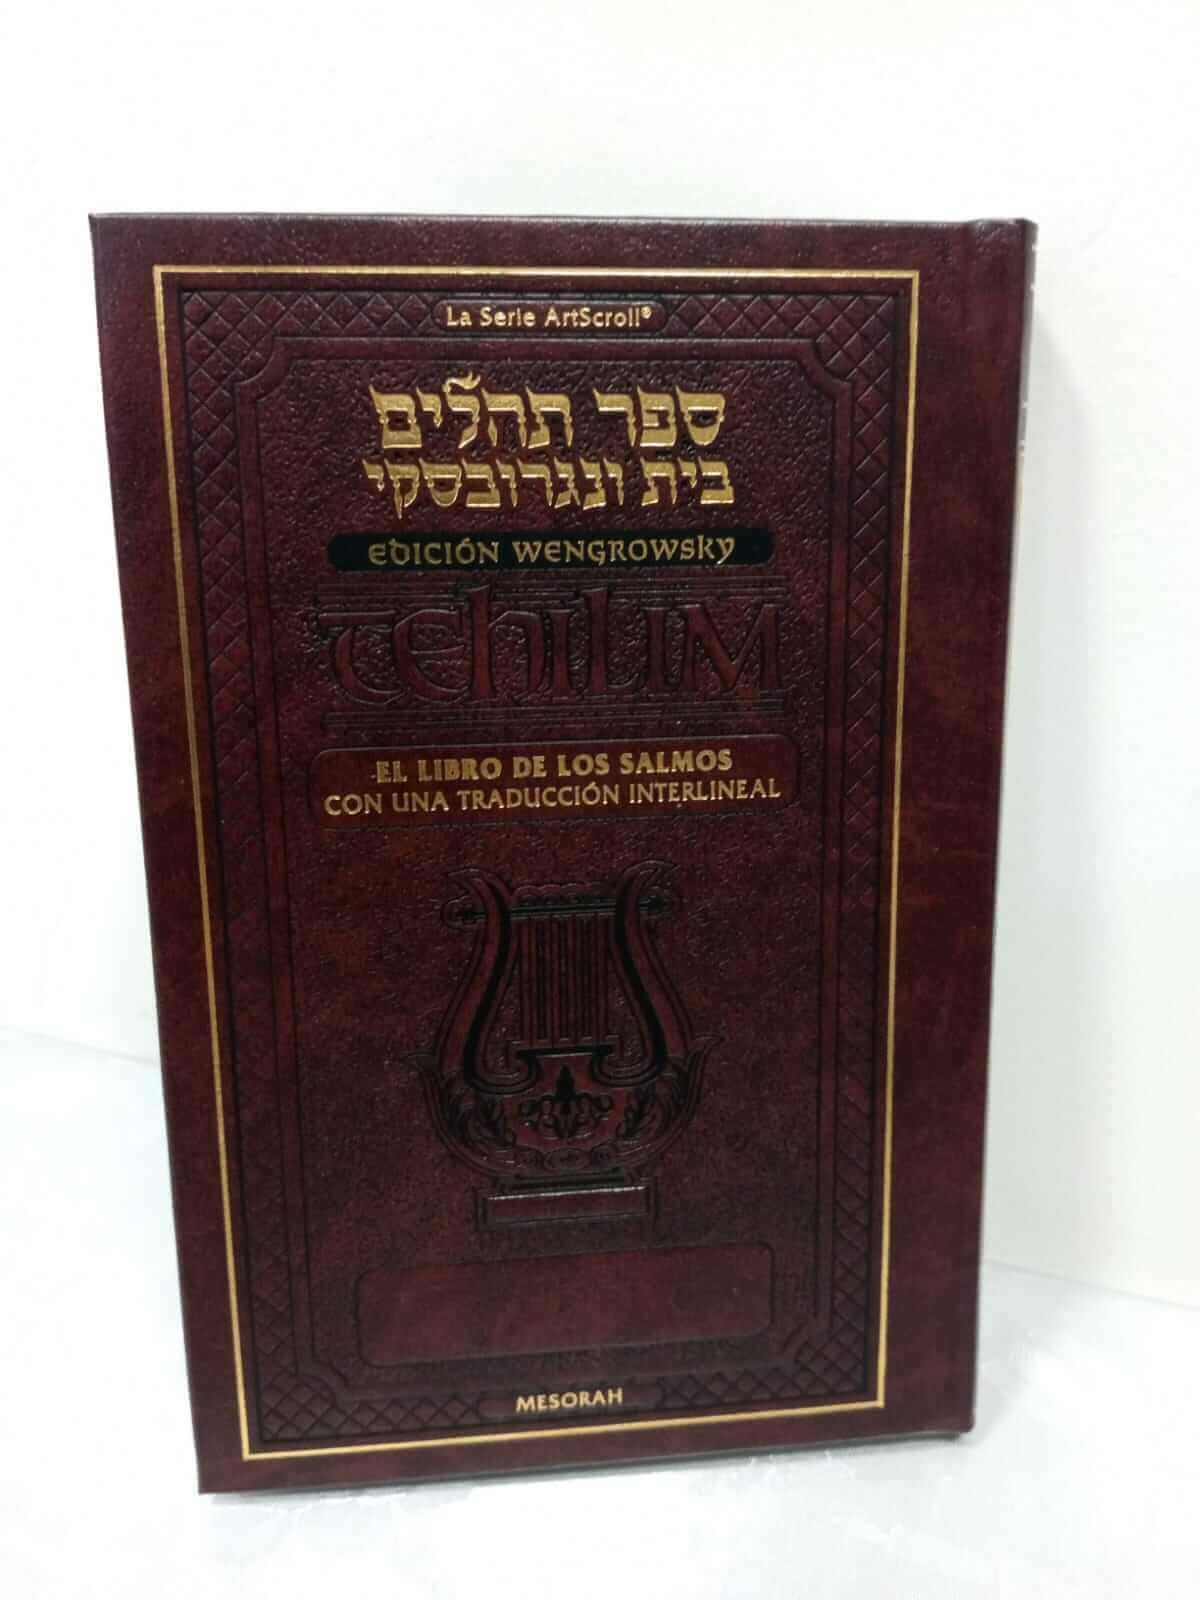 La Serie ArtScroll®
ספר תהלים
בית ונגרובסקי
EDICIÓN WENGROWSKY
TEHILIM
EL LIBRO DE LOS SALMOS
CON UNA TRADUCCIÓN INTERLINEAL
MESORAH